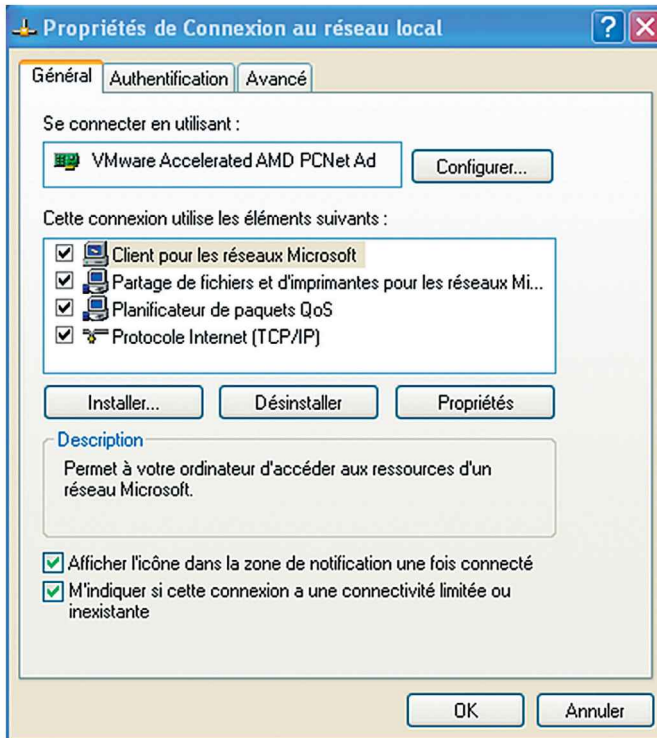 Propriétés de Connexion au réseau local
Général
Authentification
Avancé
Se connecter en utilisant :
VMware Accelerated AMD PCNet Ad
Configurer...
Cette connexion utilise les éléments suivants :
Client pour les réseaux Microsoft
Partage de fichiers et d'imprimantes pour les réseaux Mi...
Planificateur de paquets QoS
Protocole Internet (TCP/IP)
Installer...
Désinstaller
Propriétés
Description
Permet à votre ordinateur d'accéder aux ressources d'un
réseau Microsoft.
Afficher l'icône dans la zone de notification une fois connecté
M'indiquer si cette connexion a une connectivité limitée ou
inexistante
OK
Annuler